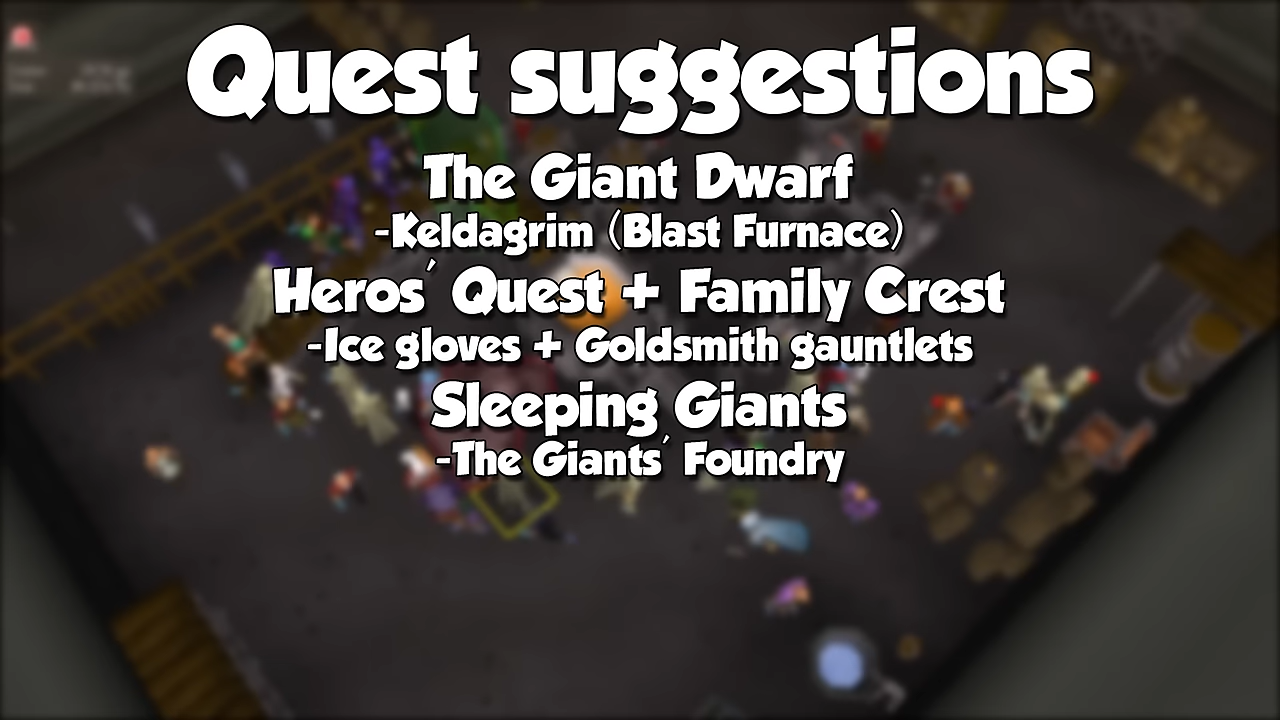 Quest suggestions
The Giant Dwarf
-Keldagrim (Blast Furnace)
Heros' Quest + Family Crest
-Ice gloves + Goldsmith gauntlets
Sleeping Giants
-The Giants' Foundry